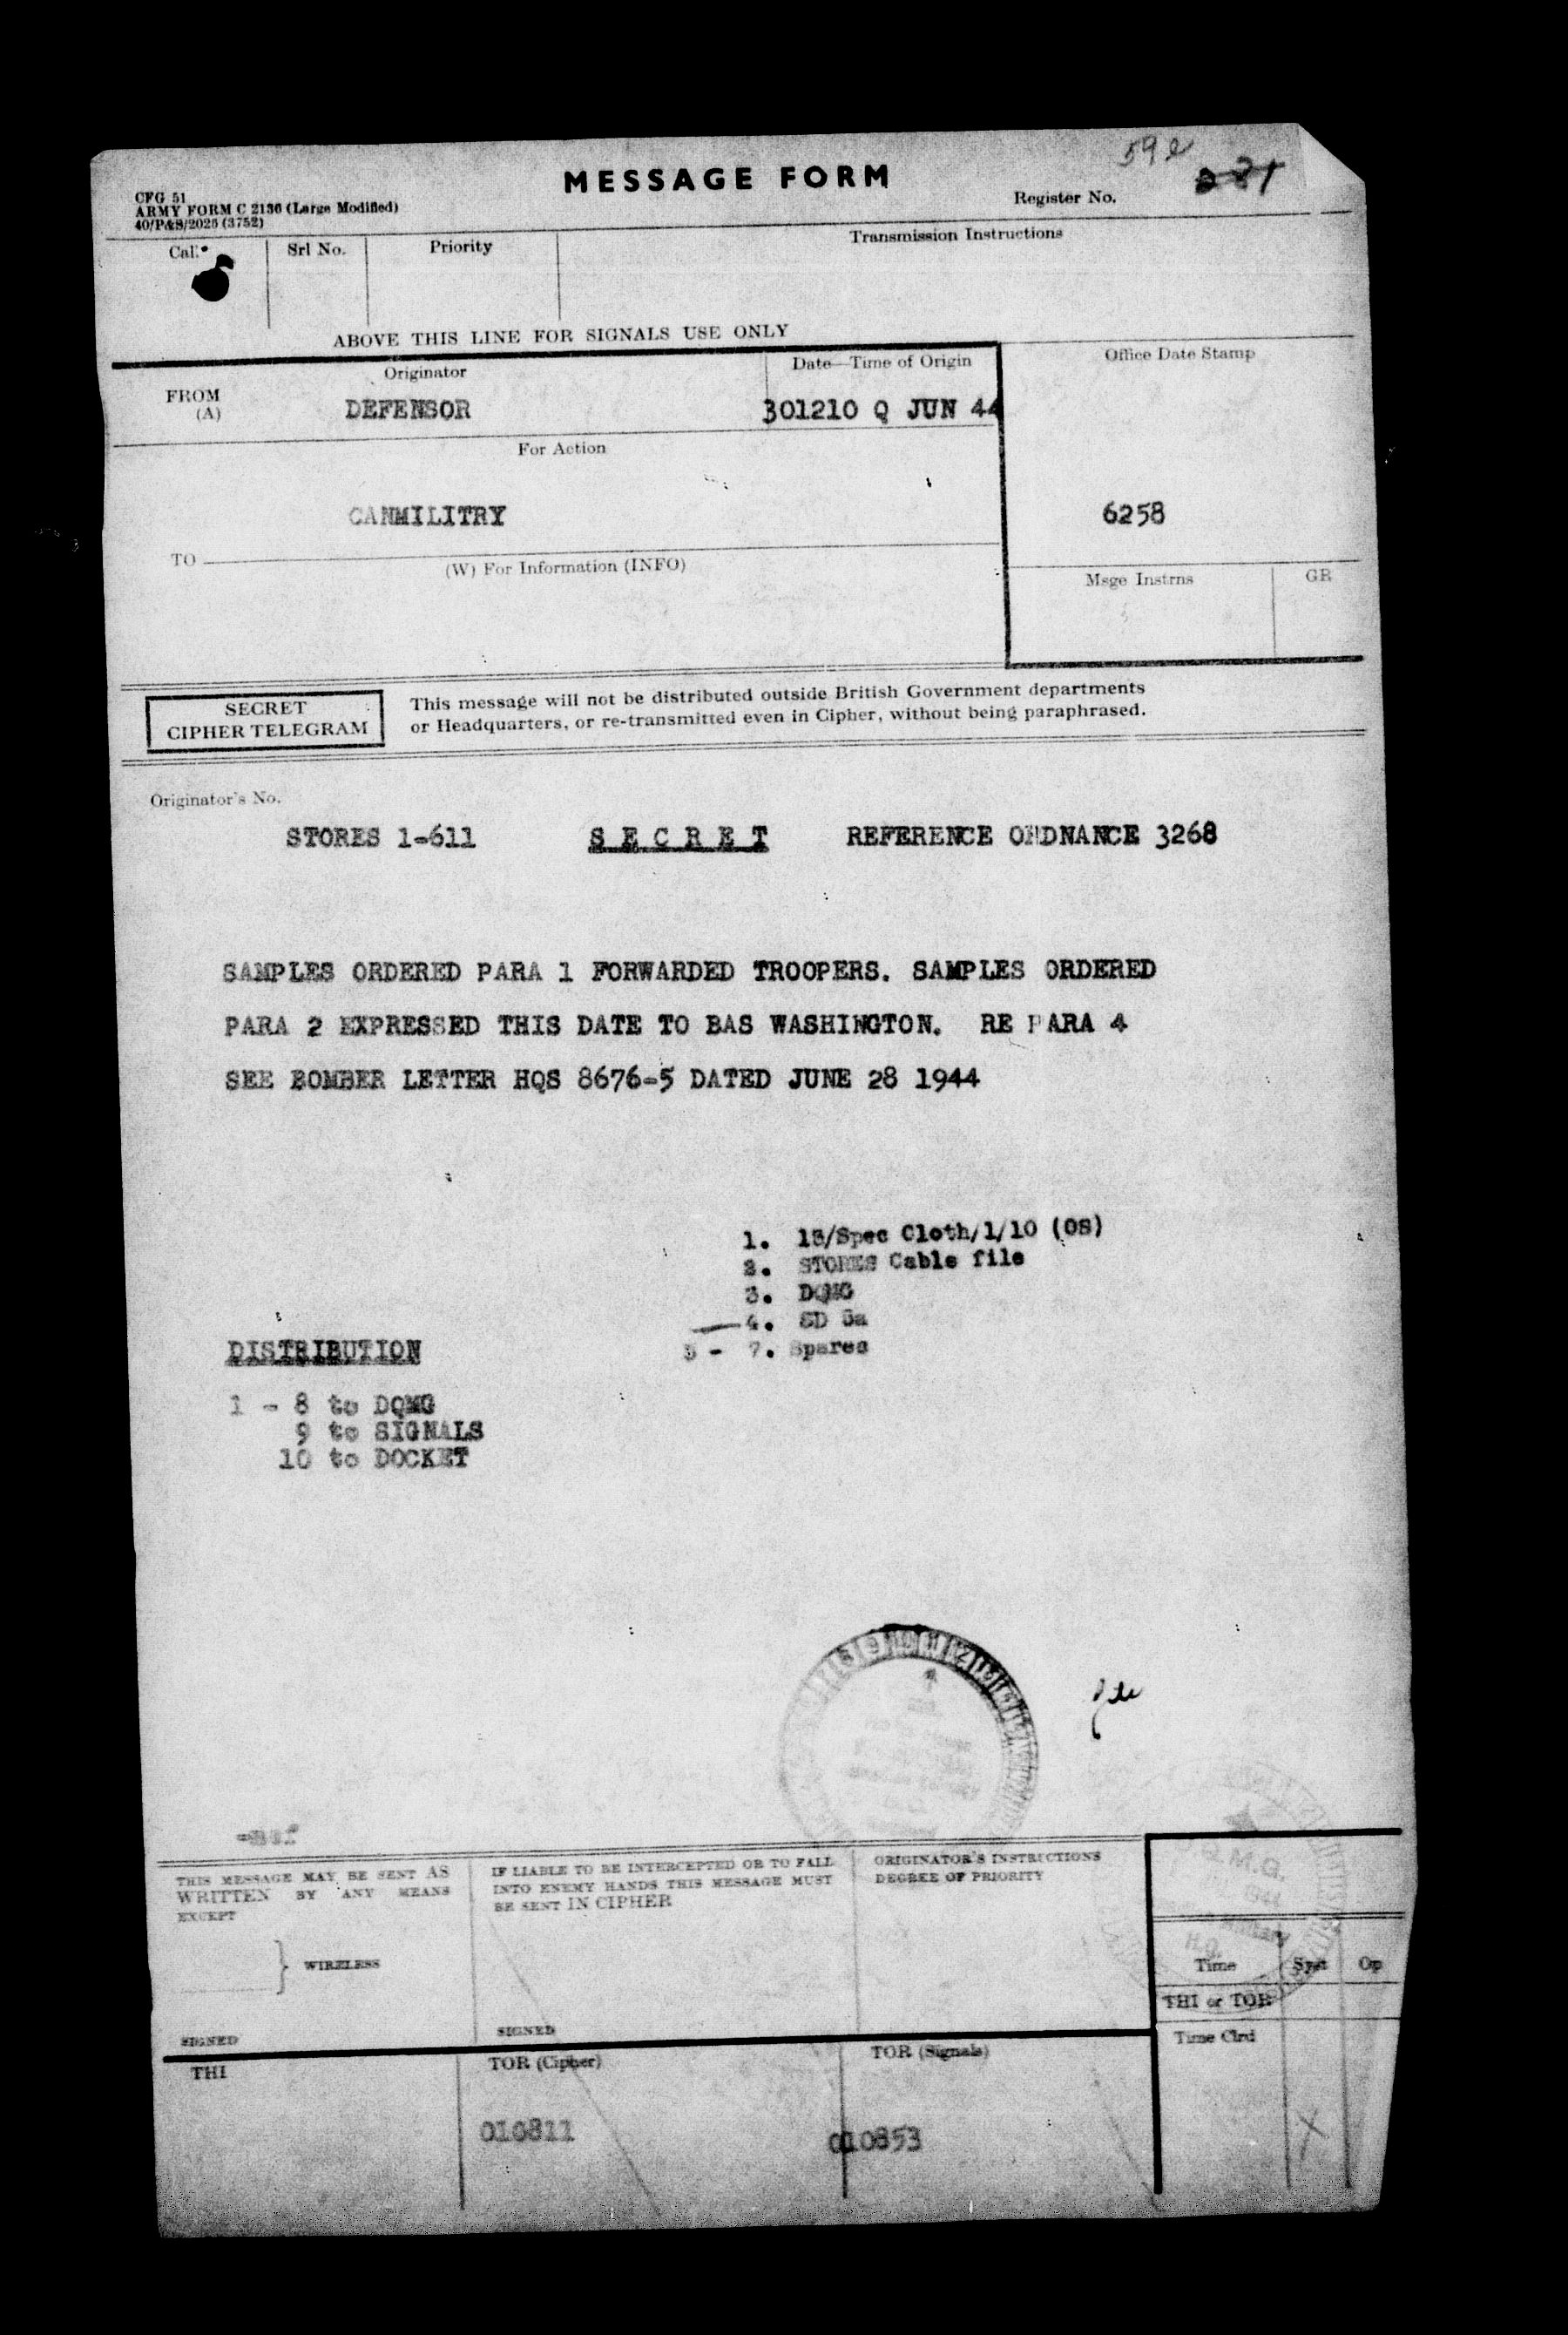 59e
MESSAGE FORM
CFG 51
ARMY FORM C 2136 (Large Modified)
40/P&S/2025 (3752)
Register No.
Call
Srl No.
Priority
Transmission Instructions
ABOVE THIS LINE FOR SIGNALS USE ONLY
Originator
Date—Time of Origin
Office Date Stamp
FROM
(A)
DEFENSOR
301210 Q JUN 44
For Action
CANMILITRY
6258
TO
(W) For Information (INFO)
Msge Instrns
GR
SECRET
CIPHER TELEGRAM
This message will not be distributed outside British Government departments
or Headquarters, or re-transmitted even in Cipher, without being paraphrased.
Originator's No.
STORES 1-611 SECRET REFERENCE ORDNANCE 3268
SAMPLES ORDERED PARA 1 FORWARDED TROOPERS. SAMPLES ORDERED
PARA 2 EXPRESSED THIS DATE TO BAS WASHINGTON. RE PARA 4
SEE BOMBER LETTER HQS 8676-5 DATED JUNE 28 1944
1. 18/Spec Cloth/1/10 (OS)
2. STORES Cable file
3. DQMG
4. SD 6a
5 - 7. Spares
DISTRIBUTION
1 - 8 to DQMG
9 to SIGNALS
10 to DOCKET
THIS MESSAGE MAY BE SENT AS
WRITTEN BY ANY MEANS
EXCEPT
WIRELESS
SIGNED
IF LIABLE TO BE INTERCEPTED OR TO FALL
INTO ENEMY HANDS THIS MESSAGE MUST
BE SENT IN CIPHER
SIGNED
ORIGINATOR'S INSTRUCTIONS
DEGREE OF PRIORITY
Q.M.G.
H.Q.
Time
Syst
Op
THI or TOR
Time Clrd
THI
TOR (Cipher)
TOR (Signals)
010811
010853